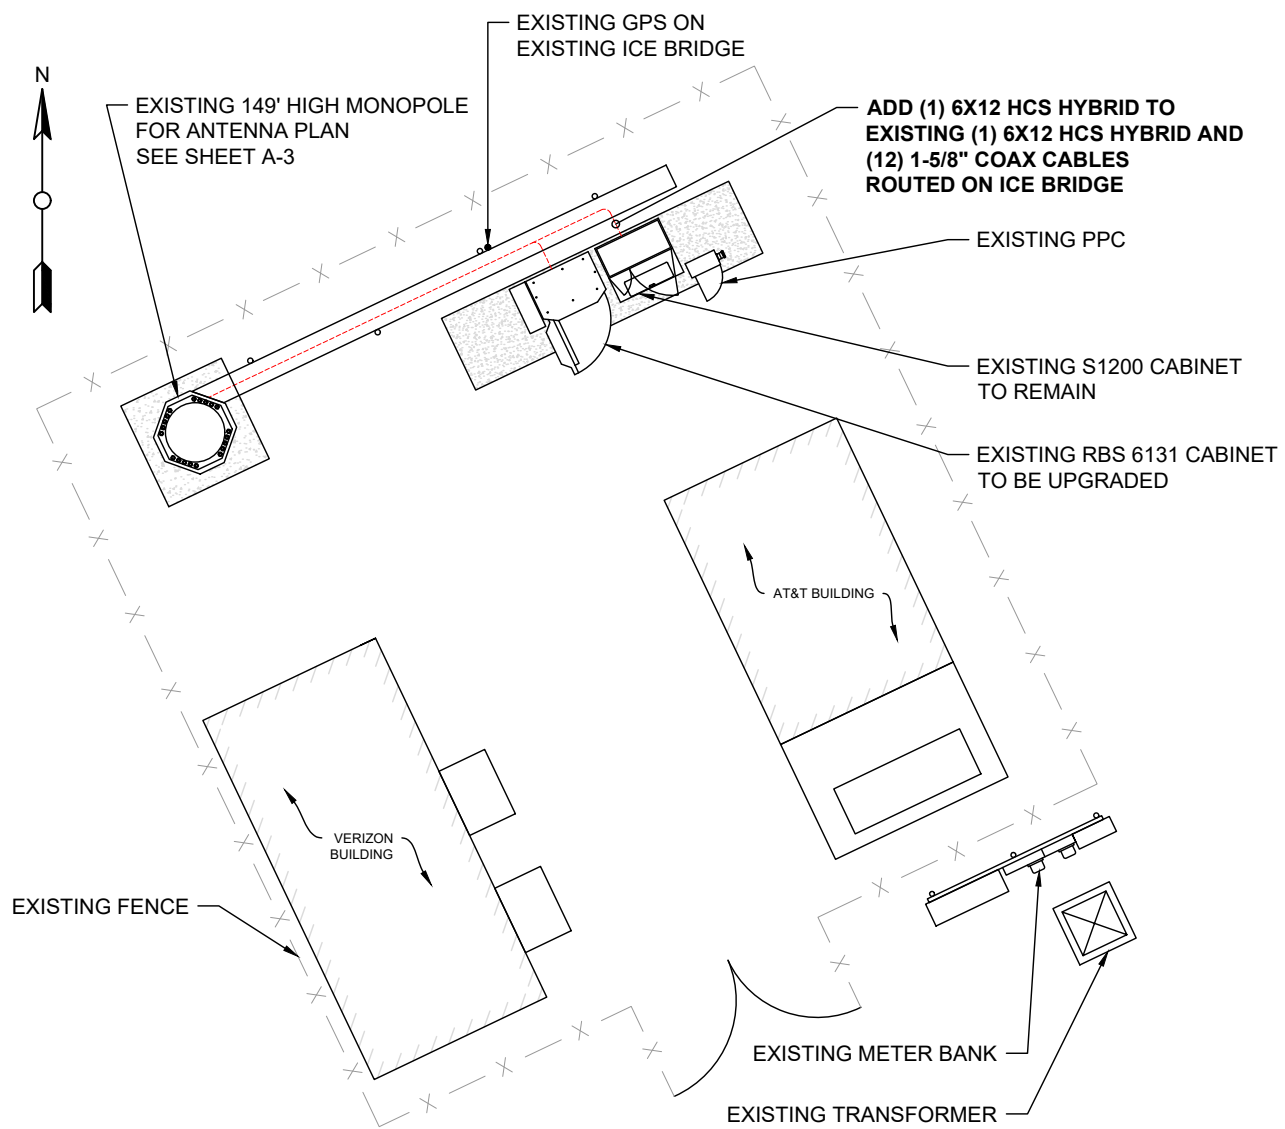 EXISTING GPS ON
EXISTING ICE BRIDGE
N
EXISTING 149' HIGH MONOPOLE
FOR ANTENNA PLAN
SEE SHEET A-3
ADD (1) 6X12 HCS HYBRID TO
EXISTING (1) 6X12 HCS HYBRID AND
(12) 1-5/8" COAX CABLES
ROUTED ON ICE BRIDGE
EXISTING PPC
EXISTING S1200 CABINET
TO REMAIN
EXISTING RBS 6131 CABINET
TO BE UPGRADED
AT&T BUILDING
VERIZON
BUILDING
EXISTING FENCE
EXISTING METER BANK
EXISTING TRANSFORMER